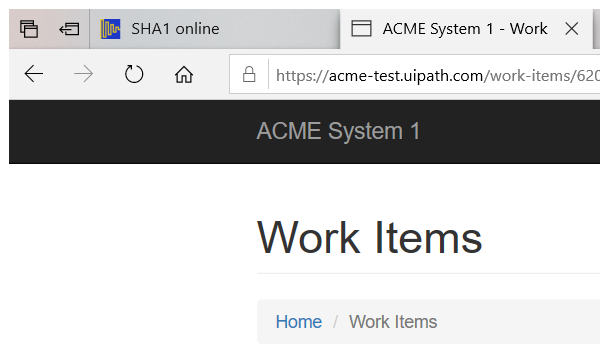 SHA1 online
ACME System 1 - Work
https://acme-test.uipath.com/work-items/620
ACME System 1
Work Items
Home / Work Items